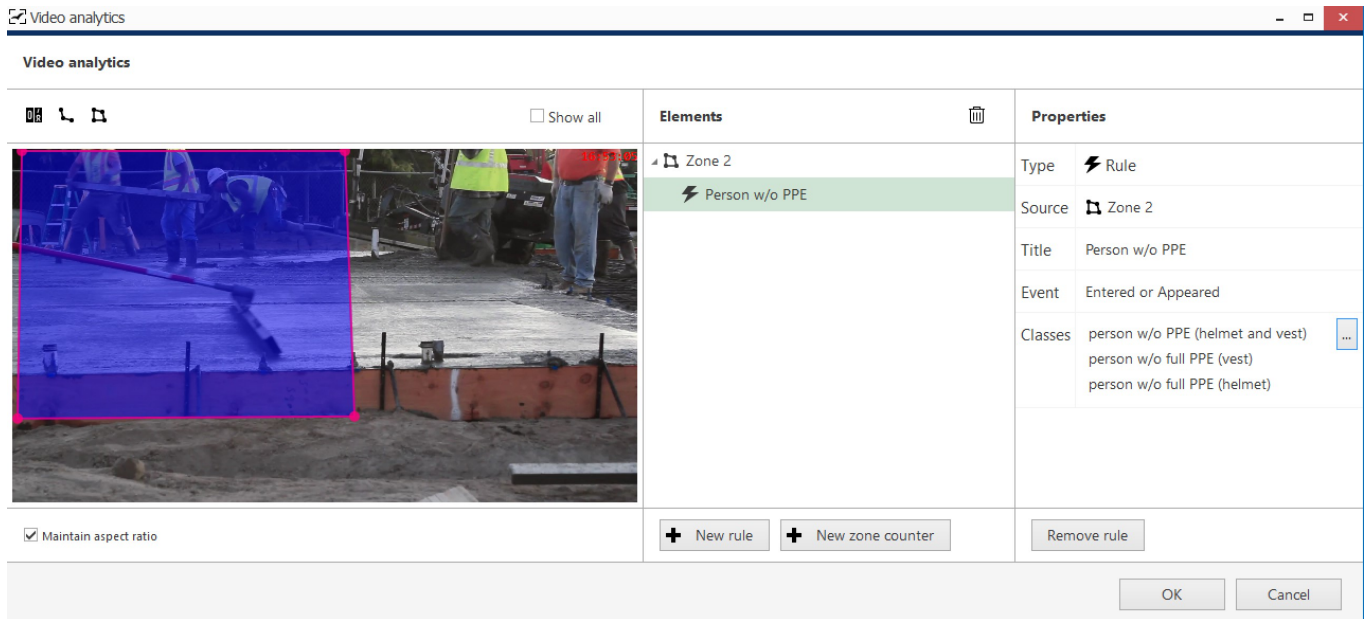 Video analytics
Video analytics
Show all
Elements
Properties
Zone 2
Person w/o PPE
Type Rule
Source Zone 2
Title Person w/o PPE
Event Entered or Appeared
Classes person w/o PPE (helmet and vest) ...
person w/o full PPE (vest)
person w/o full PPE (helmet)
Maintain aspect ratio
New rule New zone counter
Remove rule
OK Cancel